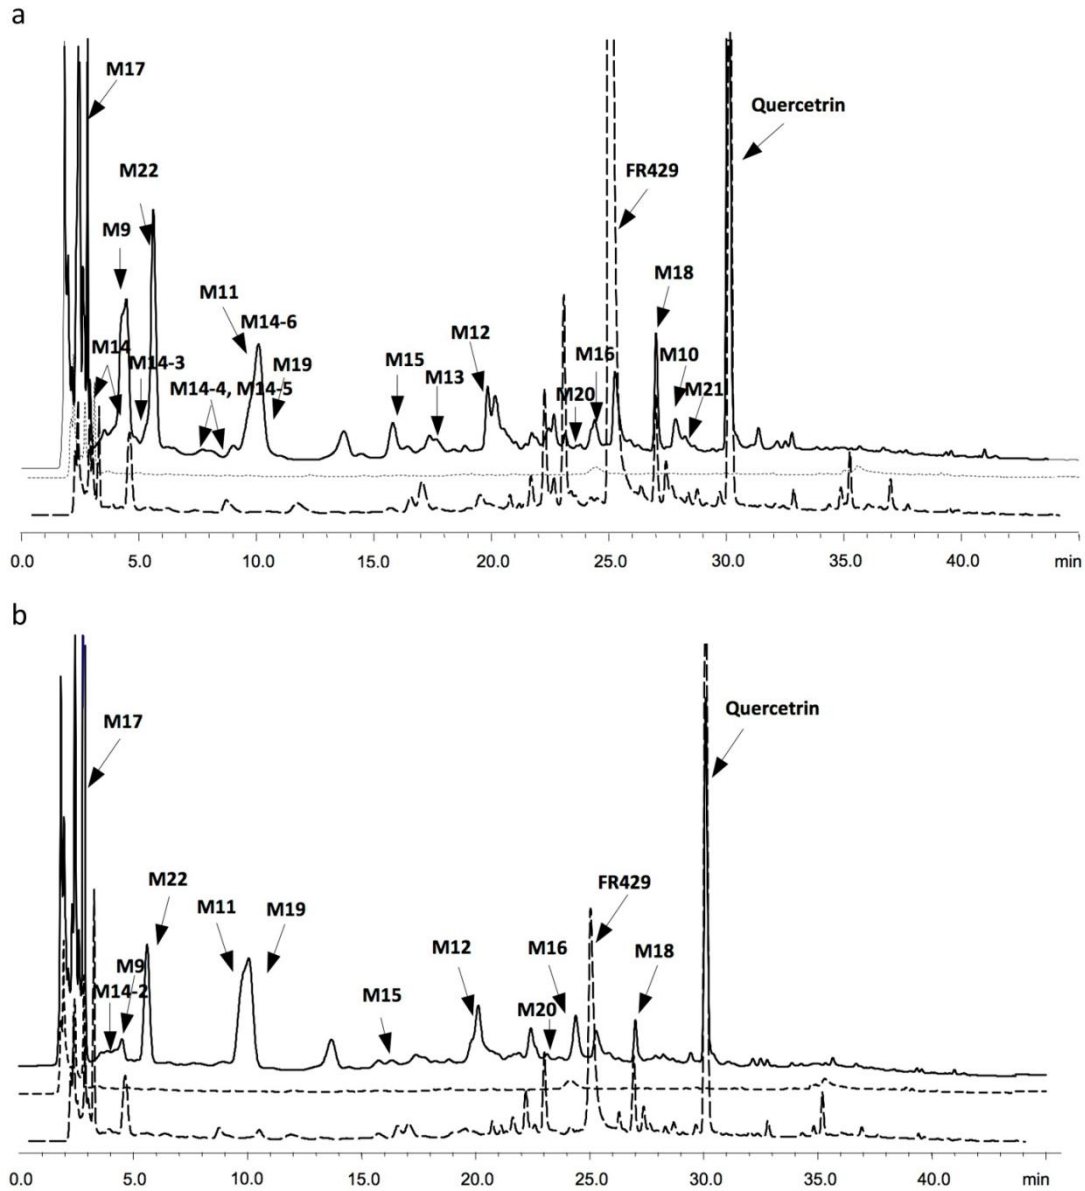 a
M17
Quercetrin
M22
FR429
M9
M18
M11
M14-6
M12
M14
M14-3
M19
M15
M16
M10
M13
M14-4, M14-5
M20
M21
0.0 5.0 10.0 15.0 20.0 25.0 30.0 35.0 40.0 min
b
M17
Quercetrin
M22
FR429
M11
M19
M12
M16
M18
M9
M14-2
M15
M20
0.0 5.0 10.0 15.0 20.0 25.0 30.0 35.0 40.0 min